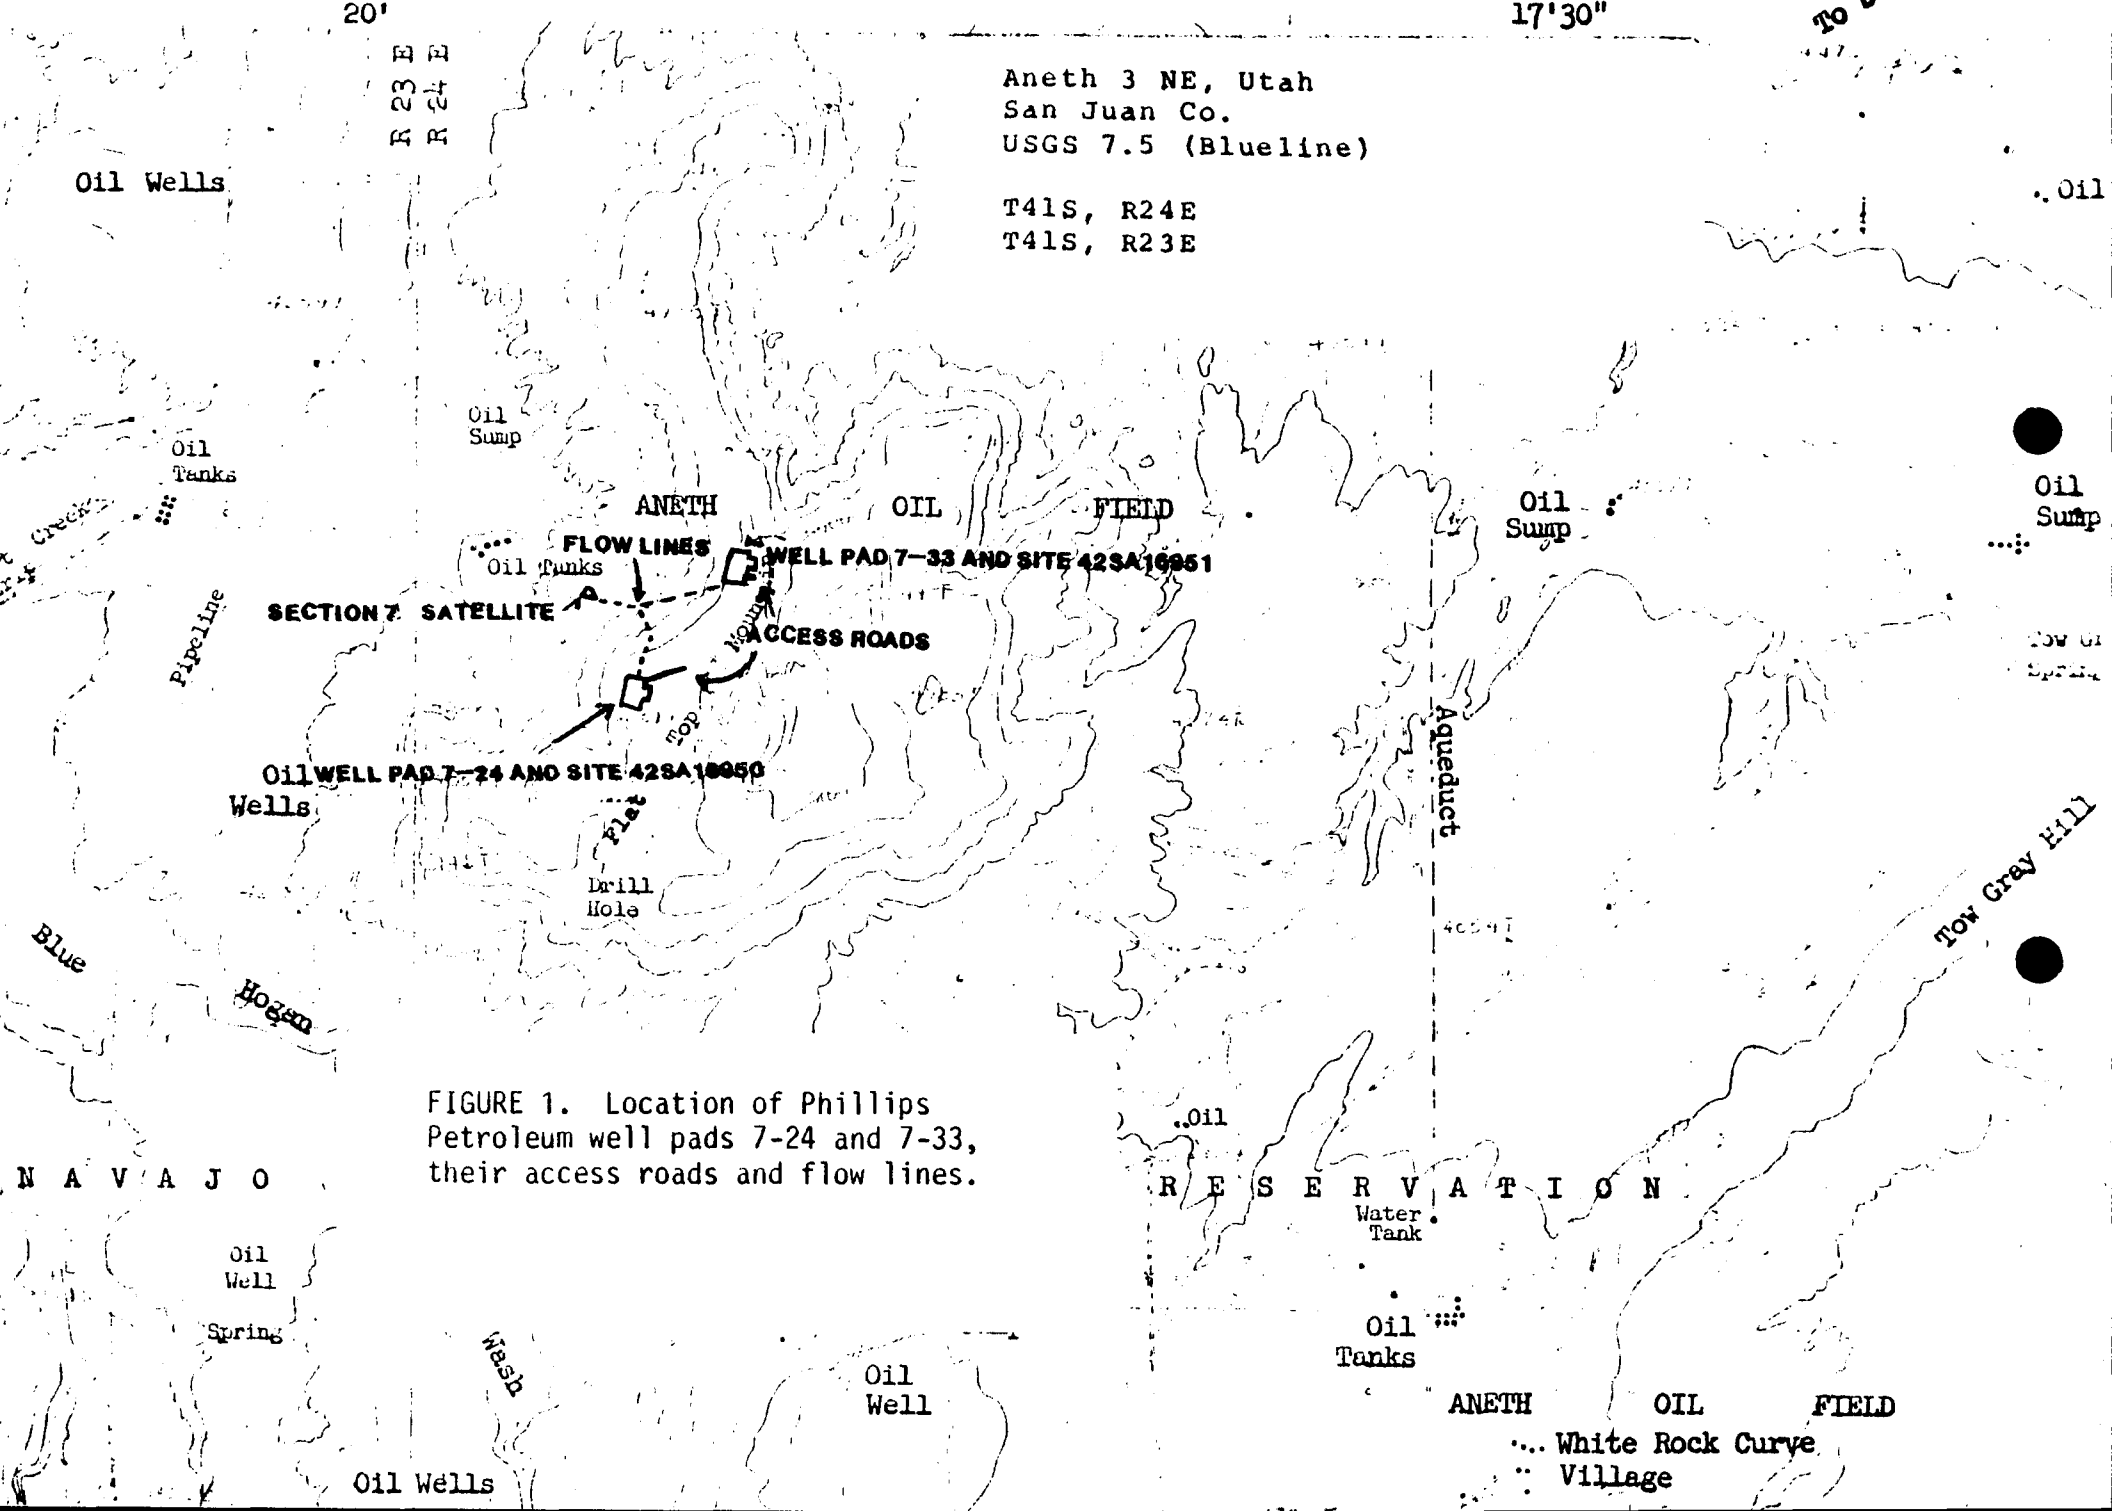 20'
17'30"
R 23 E
R 24 E
Aneth 3 NE, Utah
San Juan Co.
USGS 7.5 (Blueline)
T41S, R24E
T41S, R23E
Oil Wells
Oil
Oil
Sump
Oil
Tanks
Creek
ANETH OIL FIELD
Oil
Sump
Oil
Sump
FLOW LINES
Oil Tanks
WELL PAD 7-33 AND SITE 42SA16951
SECTION 7 SATELLITE
ACCESS ROADS
Pipeline
Flat Top
Aqueduct
Oil
Wells
WELL PAD 7-24 AND SITE
Drill
Hole
Tow Gray Hill
Blue
Hogan
FIGURE 1. Location of Phillips
Petroleum well pads 7-24 and 7-33,
their access roads and flow lines.
Oil
NAVAJO
RESERVATION
Water
Tank
Oil
Well
Spring
Wash
Oil
Tanks
Oil
Well
ANETH OIL FIELD
White Rock Curve
Village
Oil Wells